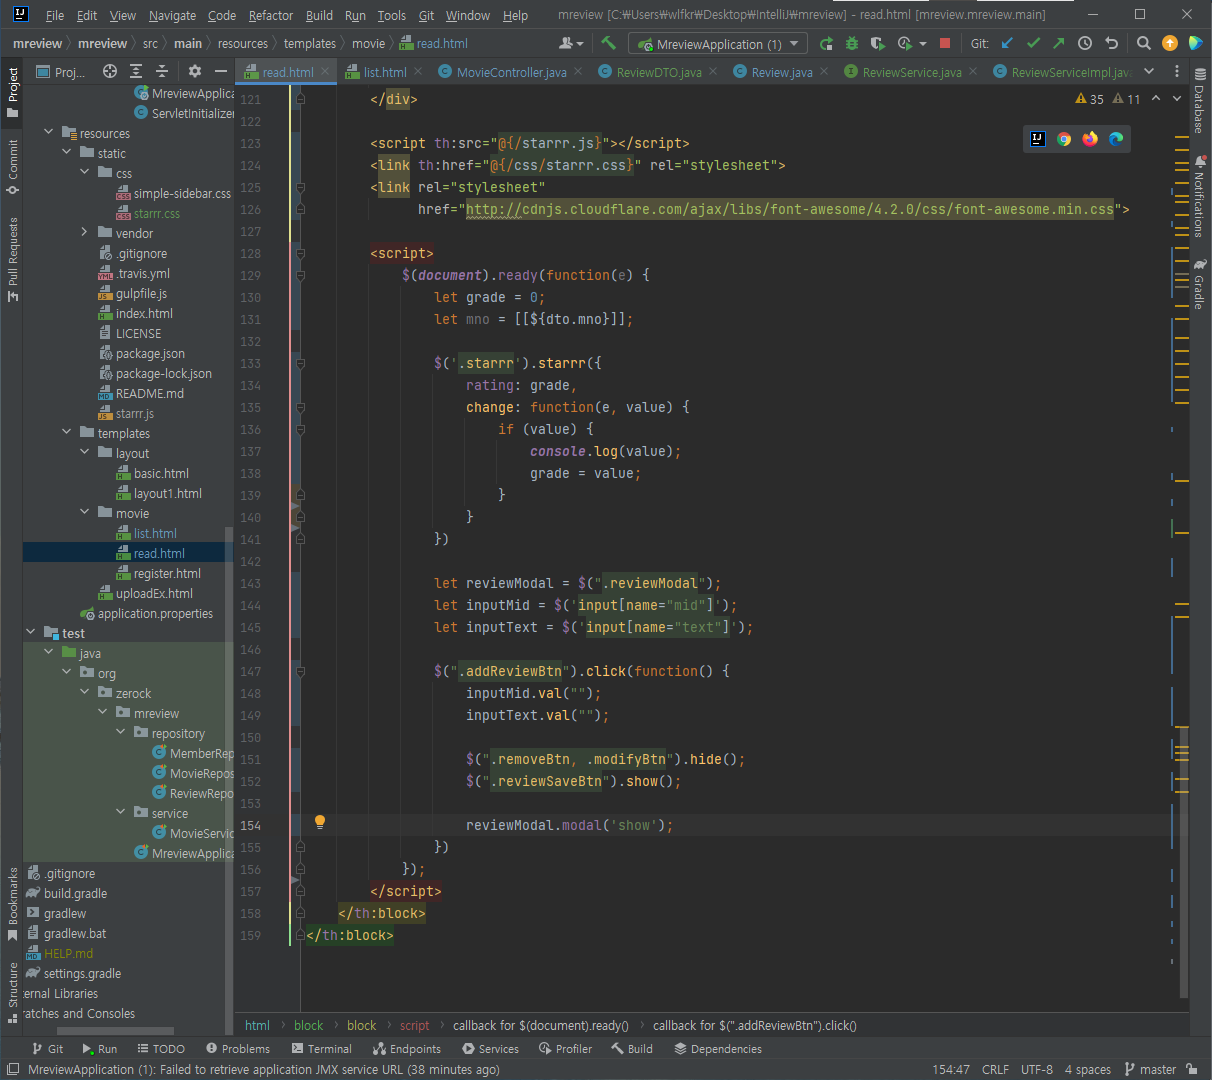 File Edit View Navigate Code Refactor Build Run Tools Git Window Help mreview [C:₩Users₩wlfkr₩Desktop₩IntelliJ₩mreview] - read.html [mreview.mreview.main]
mreview mreview src main resources templates movie read.html MreviewApplication (1) Git:
Proj... read.html list.html MovieController.java ReviewDTO.java Review.java ReviewService.java ReviewServiceImpl.java
Project
Commit
Pull Requests
Bookmarks
Structure
MreviewApplica
ServletInitializer
resources
static
css
simple-sidebar.css
starrr.css
vendor
.gitignore
.travis.yml
gulpfile.js
index.html
LICENSE
package.json
package-lock.json
README.md
starrr.js
templates
layout
basic.html
layout1.html
movie
list.html
read.html
register.html
uploadEx.html
application.properties
test
java
org
zerock
mreview
repository
MemberRep
MovieRepos
ReviewRepo
service
MovieServic
MreviewApplica
.gitignore
build.gradle
gradlew
gradlew.bat
HELP.md
settings.gradle
ternal Libraries
ratches and Consoles
35 11
121 </div>
122
123 <script th:src="@{/starrr.js}"></script>
124 <link th:href="@{/css/starrr.css}" rel="stylesheet">
125 <link rel="stylesheet"
126 href="http://cdnjs.cloudflare.com/ajax/libs/font-awesome/4.2.0/css/font-awesome.min.css">
127
128 <script>
129 $(document).ready(function(e) {
130 let grade = 0;
131 let mno = [[${dto.mno}]];
132
133 $('.starrr').starrr({
134 rating: grade,
135 change: function(e, value) {
136 if (value) {
137 console.log(value);
138 grade = value;
139 }
140 }
141 })
142
143 let reviewModal = $(".reviewModal");
144 let inputMid = $('input[name="mid"]');
145 let inputText = $('input[name="text"]');
146
147 $(".addReviewBtn").click(function() {
148 inputMid.val("");
149 inputText.val("");
150
151 $(".removeBtn, .modifyBtn").hide();
152 $(".reviewSaveBtn").show();
153
154 reviewModal.modal('show');
155 })
156 });
157 </script>
158 </th:block>
159 </th:block>
Database
Notifications
Gradle
html block block script callback for $(document).ready() callback for $(".addReviewBtn").click()
Git Run TODO Problems Terminal Endpoints Services Profiler Build Dependencies
MreviewApplication (1): Failed to retrieve application JMX service URL (38 minutes ago) 154:47 CRLF UTF-8 4 spaces master